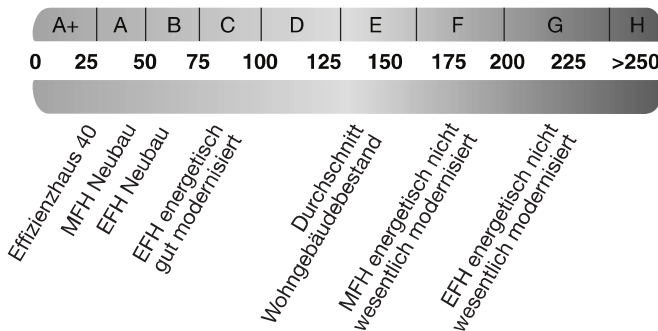 A+ A B C D E F G H
0 25 50 75 100 125 150 175 200 225 >250
Effizienzhaus 40
MFH Neubau
EFH Neubau
EFH energetisch
gut modernisiert
Durchschnitt
Wohngebäudebestand
MFH energetisch nicht
wesentlich modernisiert
EFH energetisch nicht
wesentlich modernisiert